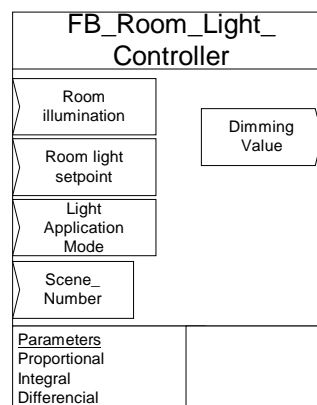 FB_Room_Light_
Controller
Room
illumination
Dimming
Value
Room light
setpoint
Light
Application
Mode
Scene_
Number
Parameters
Proportional
Integral
Differencial